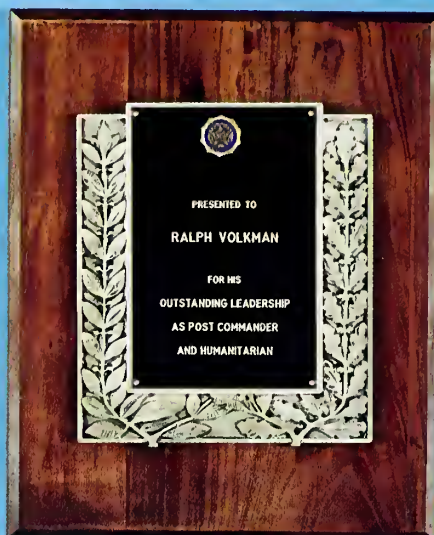 PRESENTED TO
RALPH VOLKMAN
FOR HIS
OUTSTANDING LEADERSHIP
AS POST COMMANDER
AND HUMANITARIAN